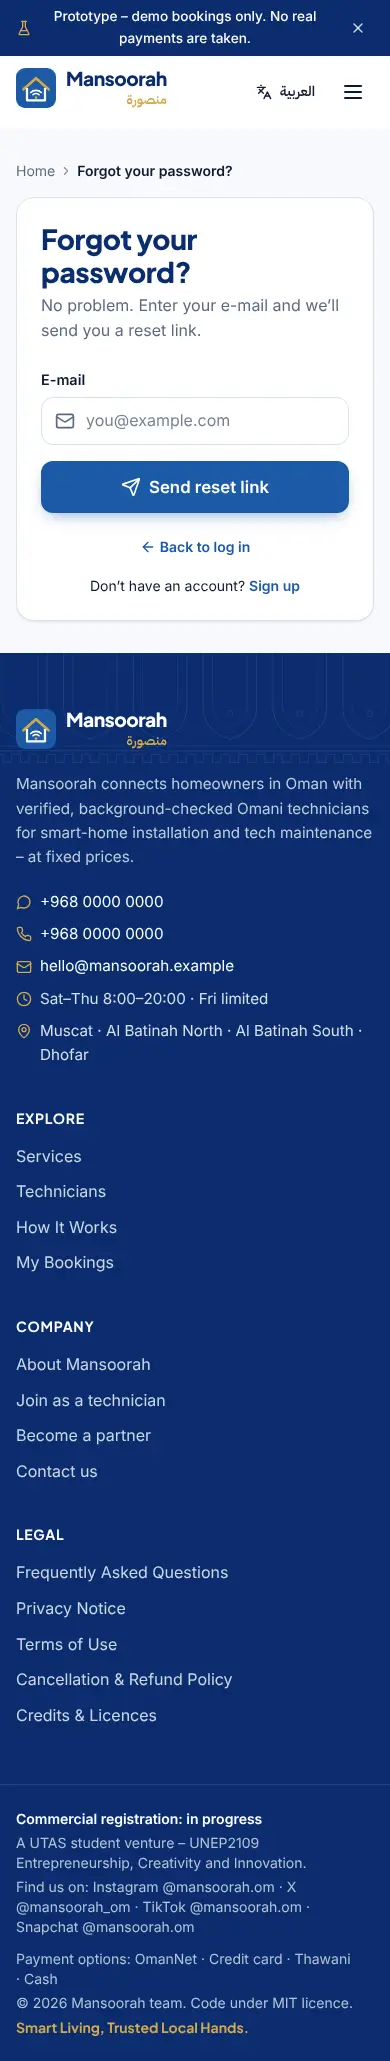 Prototype – demo bookings only. No real
payments are taken.
Mansoorah
منصورة
العربية
Home > Forgot your password?
Forgot your
password?
No problem. Enter your e-mail and we’ll
send you a reset link.
E-mail
you@example.com
Send reset link
← Back to log in
Don’t have an account? Sign up
Mansoorah
منصورة
Mansoorah connects homeowners in Oman with
verified, background-checked Omani technicians
for smart-home installation and tech maintenance
– at fixed prices.
+968 0000 0000
+968 0000 0000
hello@mansoorah.example
Sat–Thu 8:00–20:00 · Fri limited
Muscat · Al Batinah North · Al Batinah South ·
Dhofar
EXPLORE
Services
Technicians
How It Works
My Bookings
COMPANY
About Mansoorah
Join as a technician
Become a partner
Contact us
LEGAL
Frequently Asked Questions
Privacy Notice
Terms of Use
Cancellation & Refund Policy
Credits & Licences
Commercial registration: in progress
A UTAS student venture – UNEP2109
Entrepreneurship, Creativity and Innovation.
Find us on: Instagram @mansoorah.om · X
@mansoorah_om · TikTok @mansoorah.om ·
Snapchat @mansoorah.om
Payment options: OmanNet · Credit card · Thawani
· Cash
© 2026 Mansoorah team. Code under MIT licence.
Smart Living, Trusted Local Hands.